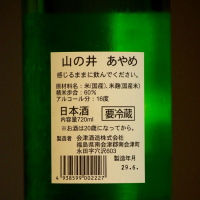 山の井　あやめ
感じるままに飲んでください。
原材料名：米(国産)、米麹(国産米)
精米歩合：60%
アルコール分：16度
日本酒
内容量720ml
要冷蔵
※お酒は20歳になってから。
製造者：会津酒造株式会社
福島県南会津郡南会津町
永田字穴沢603
製造年月
29.6.
4938599002227